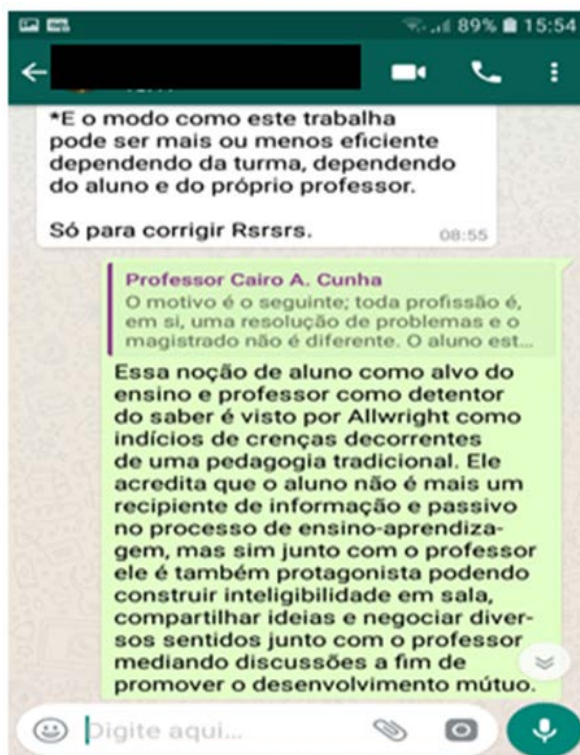 89% 15:54
*E o modo como este trabalha
pode ser mais ou menos eficiente
dependendo da turma, dependendo
do aluno e do próprio professor.
Só para corrigir Rsrsrs.
08:55
Professor Cairo A. Cunha
O motivo é o seguinte; toda profissão é,
em si, uma resolução de problemas e o
magistrado não é diferente. O aluno est...
Essa noção de aluno como alvo do
ensino e professor como detentor
do saber é visto por Allwright como
indícios de crenças decorrentes
de uma pedagogia tradicional. Ele
acredita que o aluno não é mais um
recipiente de informação e passivo
no processo de ensino-aprendiza-
gem, mas sim junto com o professor
ele é também protagonista podendo
construir inteligibilidade em sala,
compartilhar ideias e negociar diver-
sos sentidos junto com o professor
mediando discussões a fim de
promover o desenvolvimento mútuo.
Digite aqui...